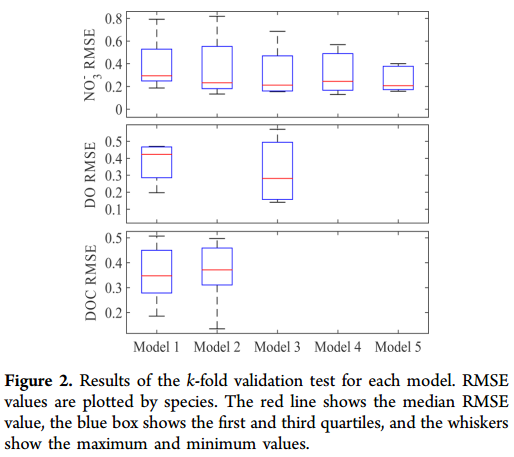 0.8
0.6
0.4
0.2
0
NO₃⁻ RMSE
0.5
0.4
0.3
0.2
0.1
DO RMSE
0.5
0.4
0.3
0.2
DOC RMSE
Model 1 Model 2 Model 3 Model 4 Model 5
Figure 2. Results of the k-fold validation test for each model. RMSE
values are plotted by species. The red line shows the median RMSE
value, the blue box shows the first and third quartiles, and the whiskers
show the maximum and minimum values.